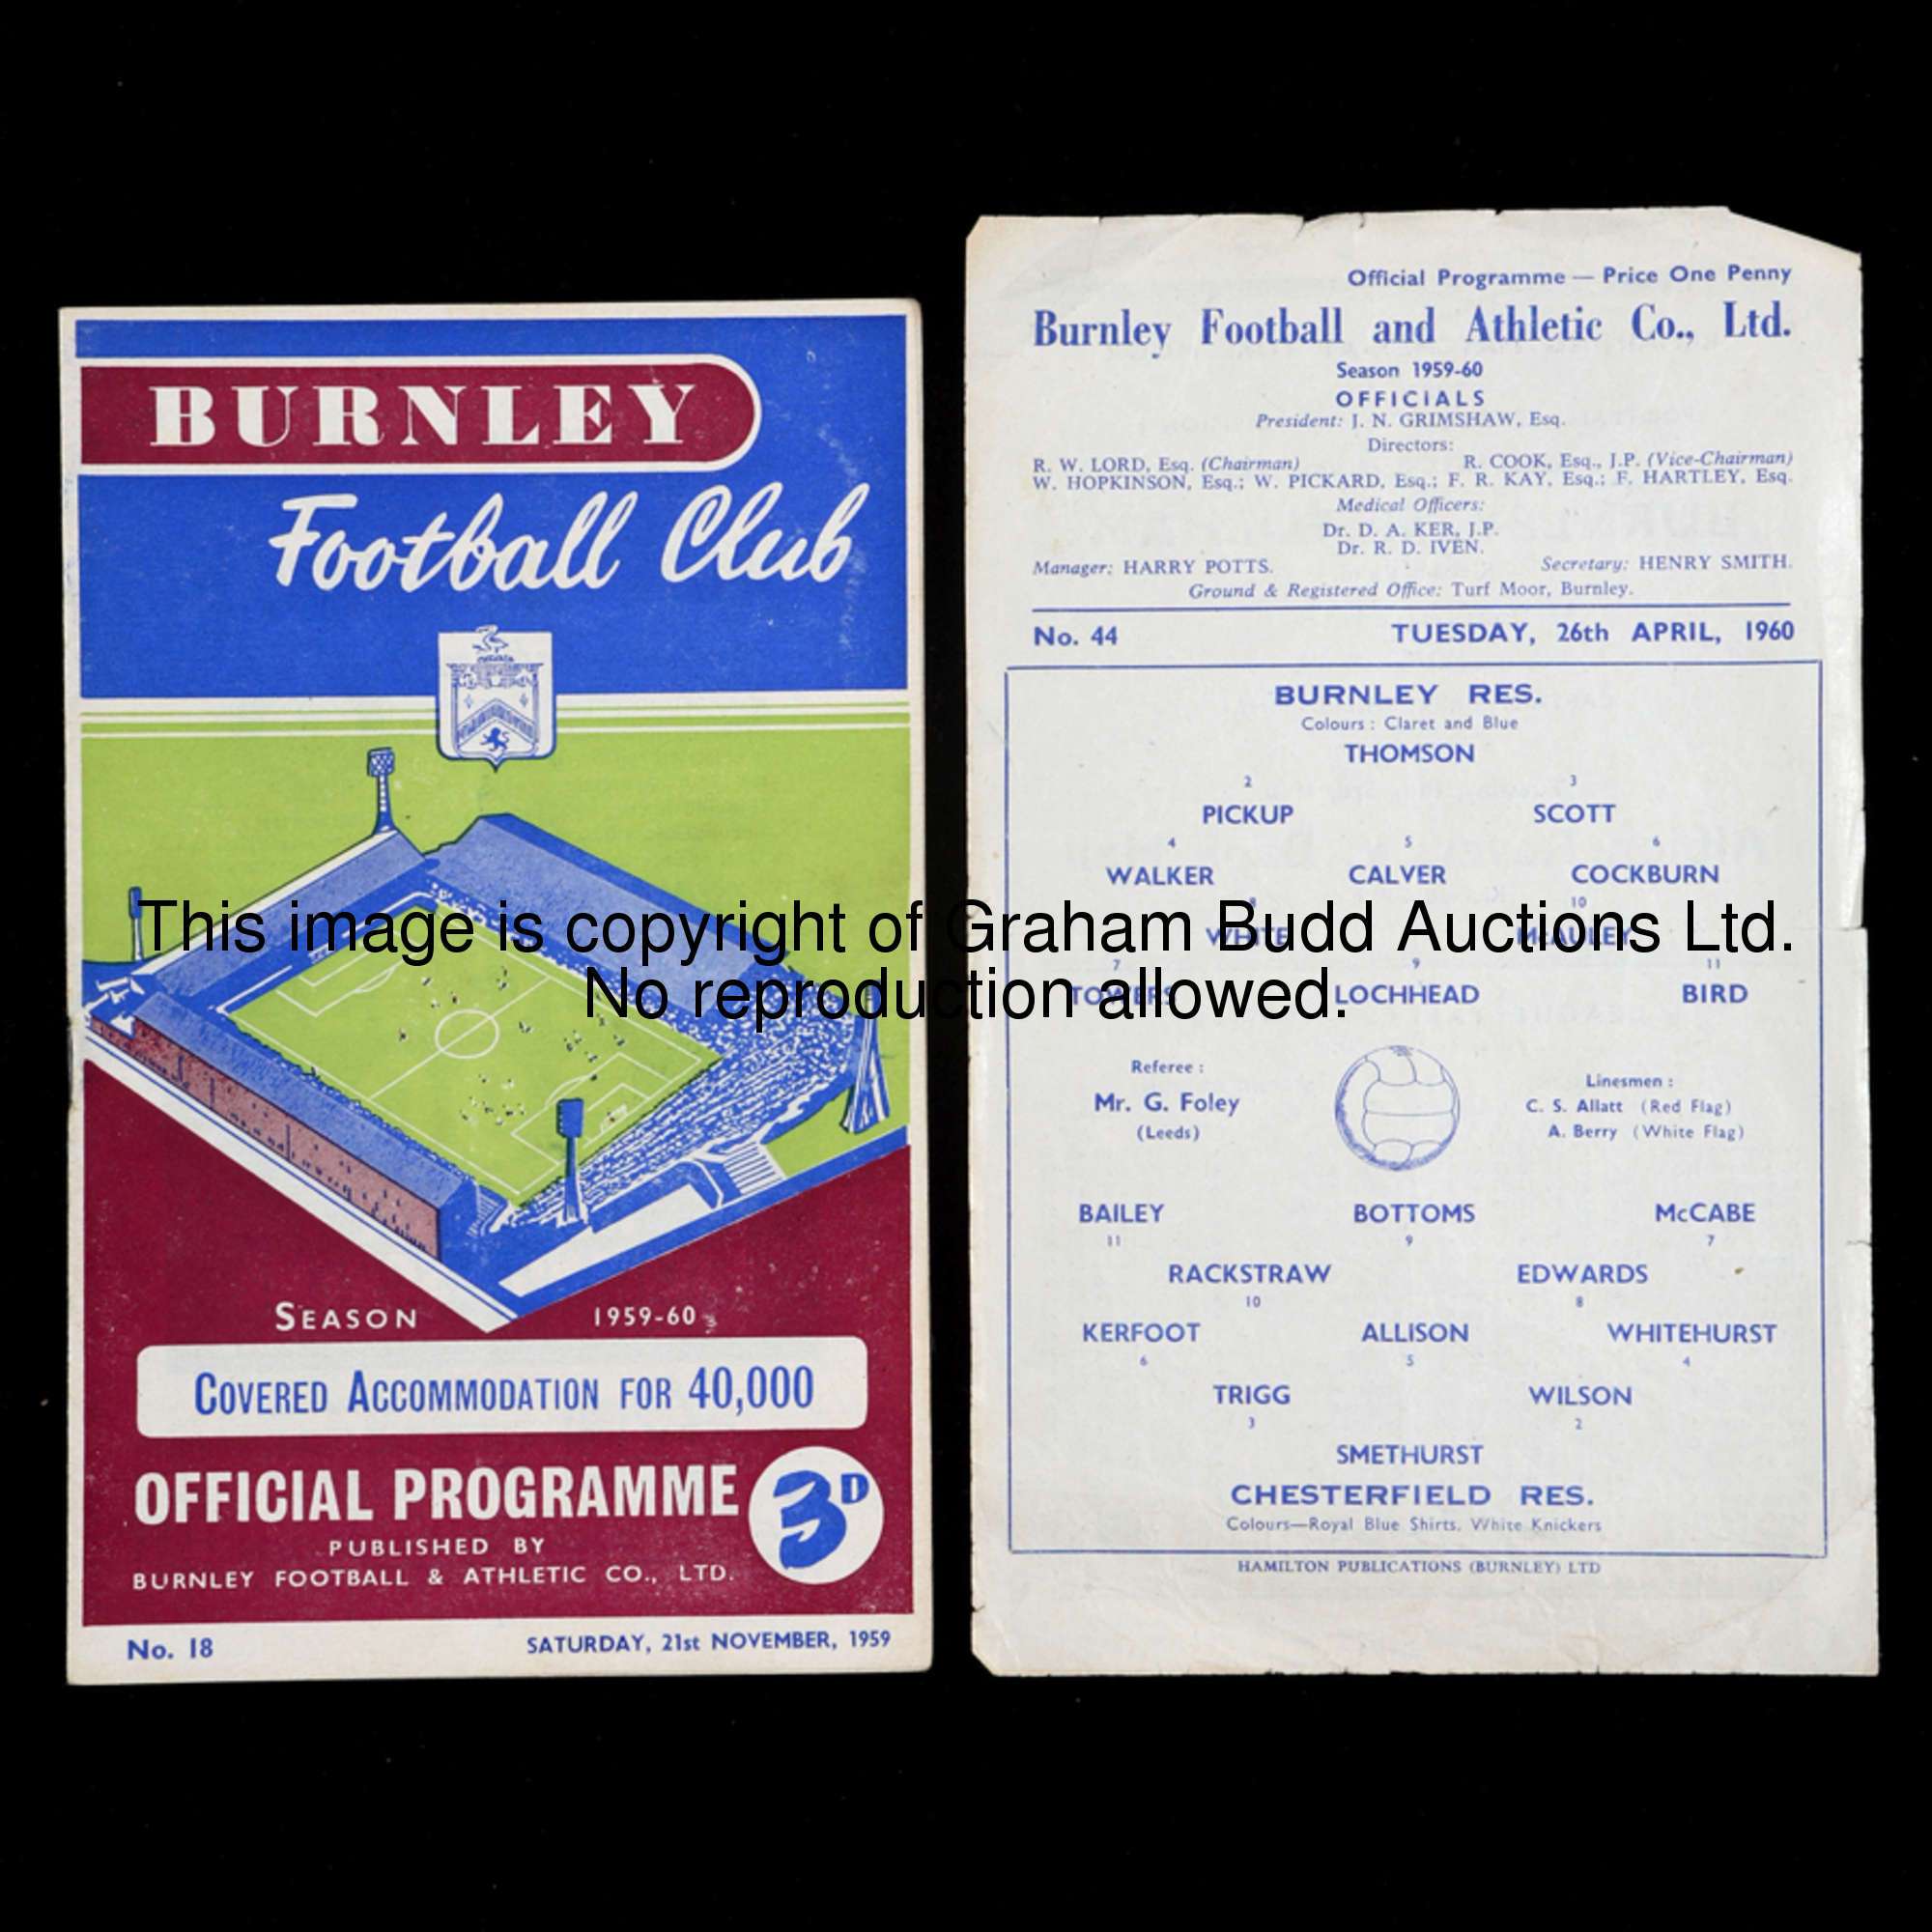 BURNLEY
Football Club
SEASON 1959-60
COVERED ACCOMMODATION FOR 40,000
OFFICIAL PROGRAMME 3D
PUBLISHED BY
BURNLEY FOOTBALL & ATHLETIC CO., LTD.
No. 18 SATURDAY, 21st NOVEMBER, 1959
Official Programme — Price One Penny
Burnley Football and Athletic Co., Ltd.
Season 1959-60
OFFICIALS
President: J. N. GRIMSHAW, Esq.
Directors:
R. W. LORD, Esq. (Chairman) R. COOK, Esq., J.P. (Vice-Chairman)
W. HOPKINSON, Esq.; W. PICKARD, Esq.; F. R. KAY, Esq.; F. HARTLEY, Esq.
Medical Officers:
Dr. D. A. KER, J.P.
Dr. R. D. IVEN.
Manager: HARRY POTTS. Secretary: HENRY SMITH.
Ground & Registered Office: Turf Moor, Burnley.
No. 44 TUESDAY, 26th APRIL, 1960
BURNLEY RES.
Colours: Claret and Blue
THOMSON
2 3
PICKUP SCOTT
4 5 6
WALKER CALVER COCKBURN
8 10
WHITE McAULEY
7 9 11
TOWERS LOCHHEAD BIRD
Referee:
Mr. G. Foley
(Leeds)
Linesmen:
C. S. Allatt (Red Flag)
A. Berry (White Flag)
BAILEY BOTTOMS McCABE
11 9 7
RACKSTRAW EDWARDS
10 8
KERFOOT ALLISON WHITEHURST
6 5 4
TRIGG WILSON
3 2
SMETHURST
CHESTERFIELD RES.
Colours—Royal Blue Shirts, White Knickers
HAMILTON PUBLICATIONS (BURNLEY) LTD
This image is copyright of Graham Budd Auctions Ltd.
No reproduction allowed.